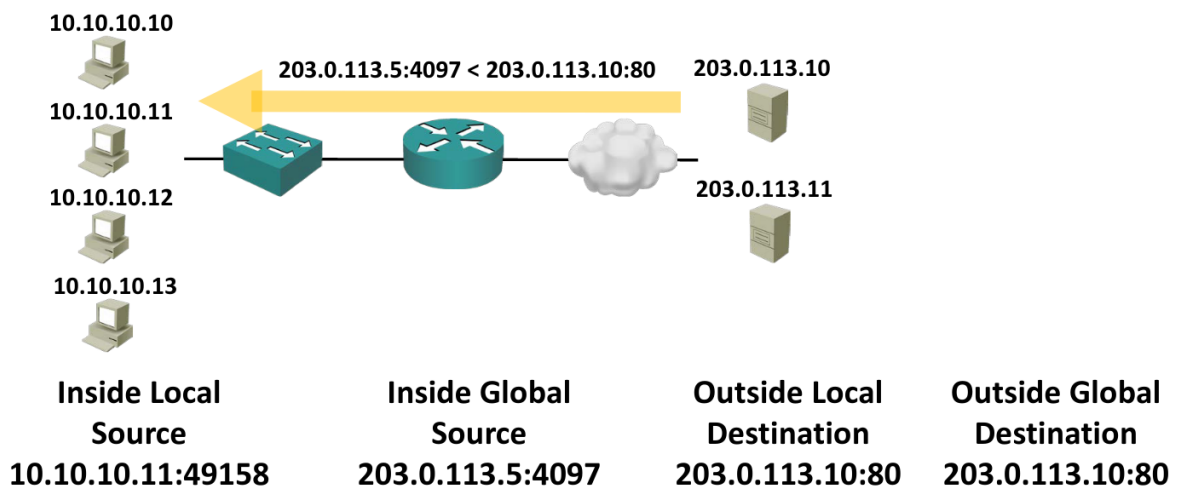 10.10.10.10
203.0.113.5:4097 < 203.0.113.10:80
203.0.113.10
10.10.10.11
10.10.10.12
203.0.113.11
10.10.10.13
Inside Local
Source
10.10.10.11:49158
Inside Global
Source
203.0.113.5:4097
Outside Local
Destination
203.0.113.10:80
Outside Global
Destination
203.0.113.10:80